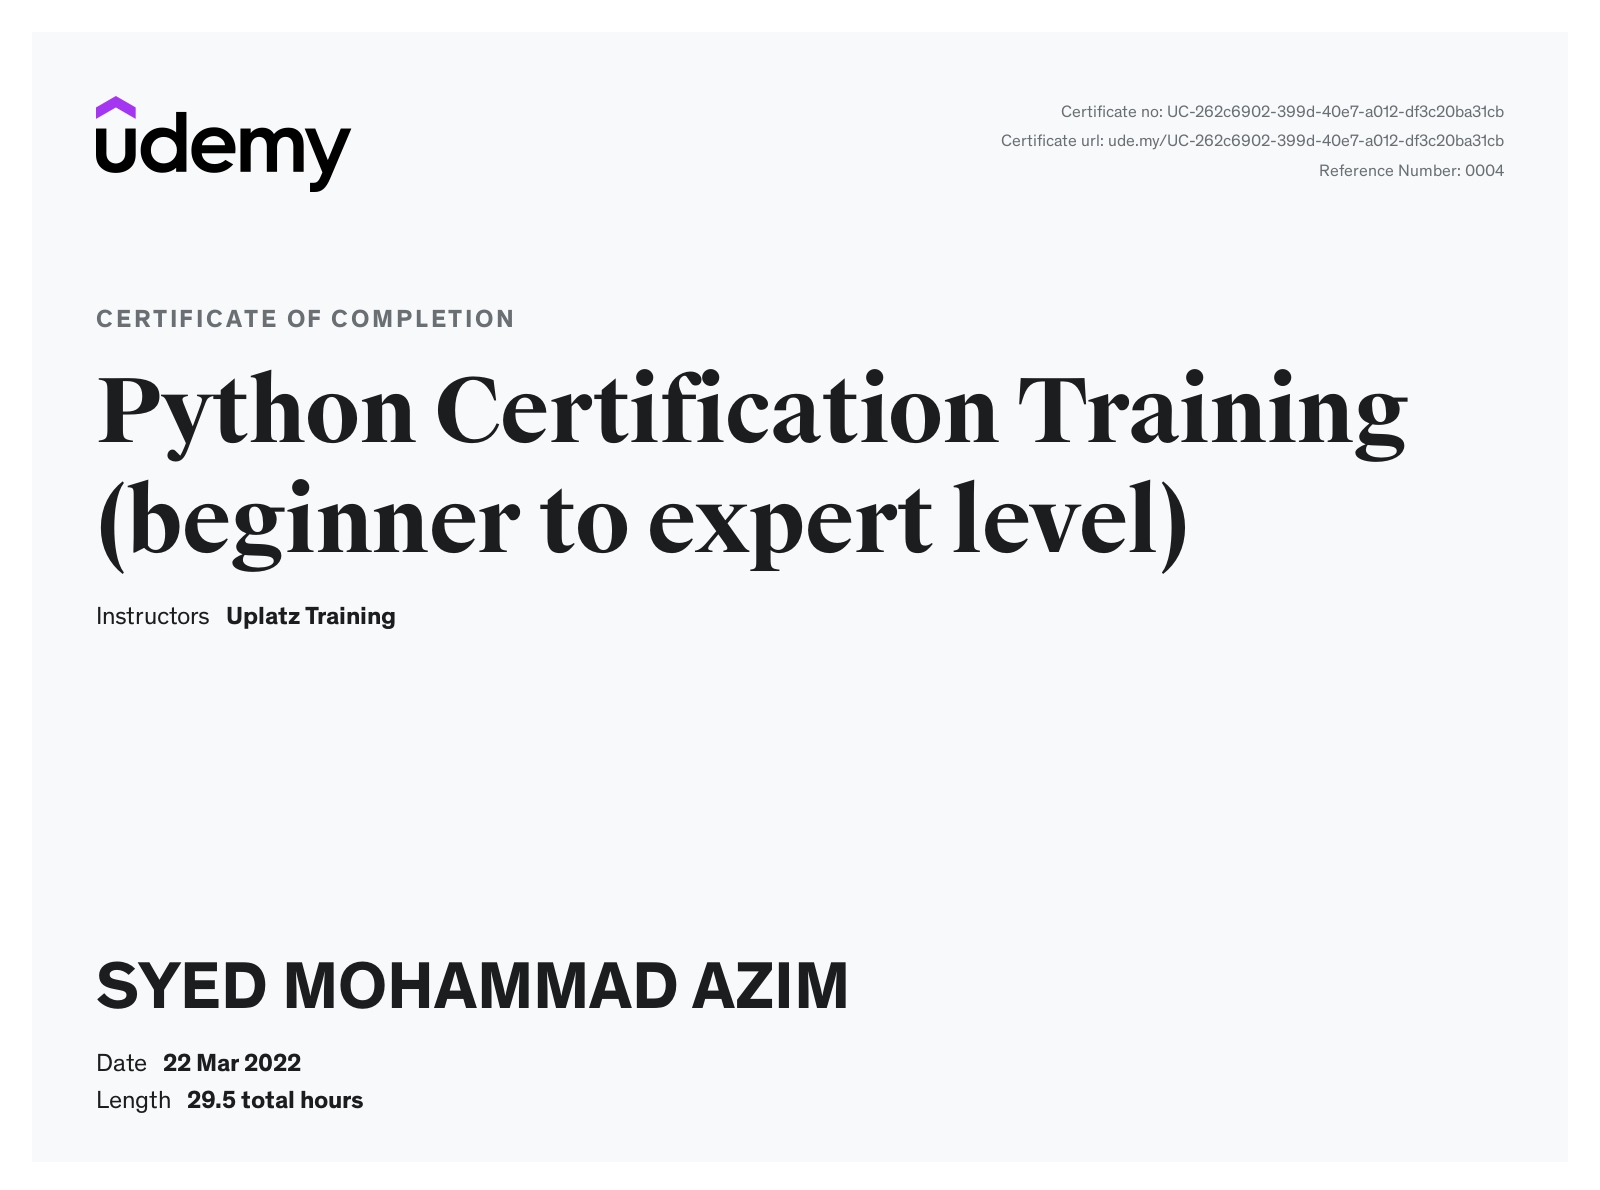 udemy
Certificate no: UC-262c6902-399d-40e7-a012-df3c20ba31cb
Certificate url: ude.my/UC-262c6902-399d-40e7-a012-df3c20ba31cb
Reference Number: 0004
CERTIFICATE OF COMPLETION
Python Certification Training
(beginner to expert level)
Instructors Uplatz Training
SYED MOHAMMAD AZIM
Date 22 Mar 2022
Length 29.5 total hours